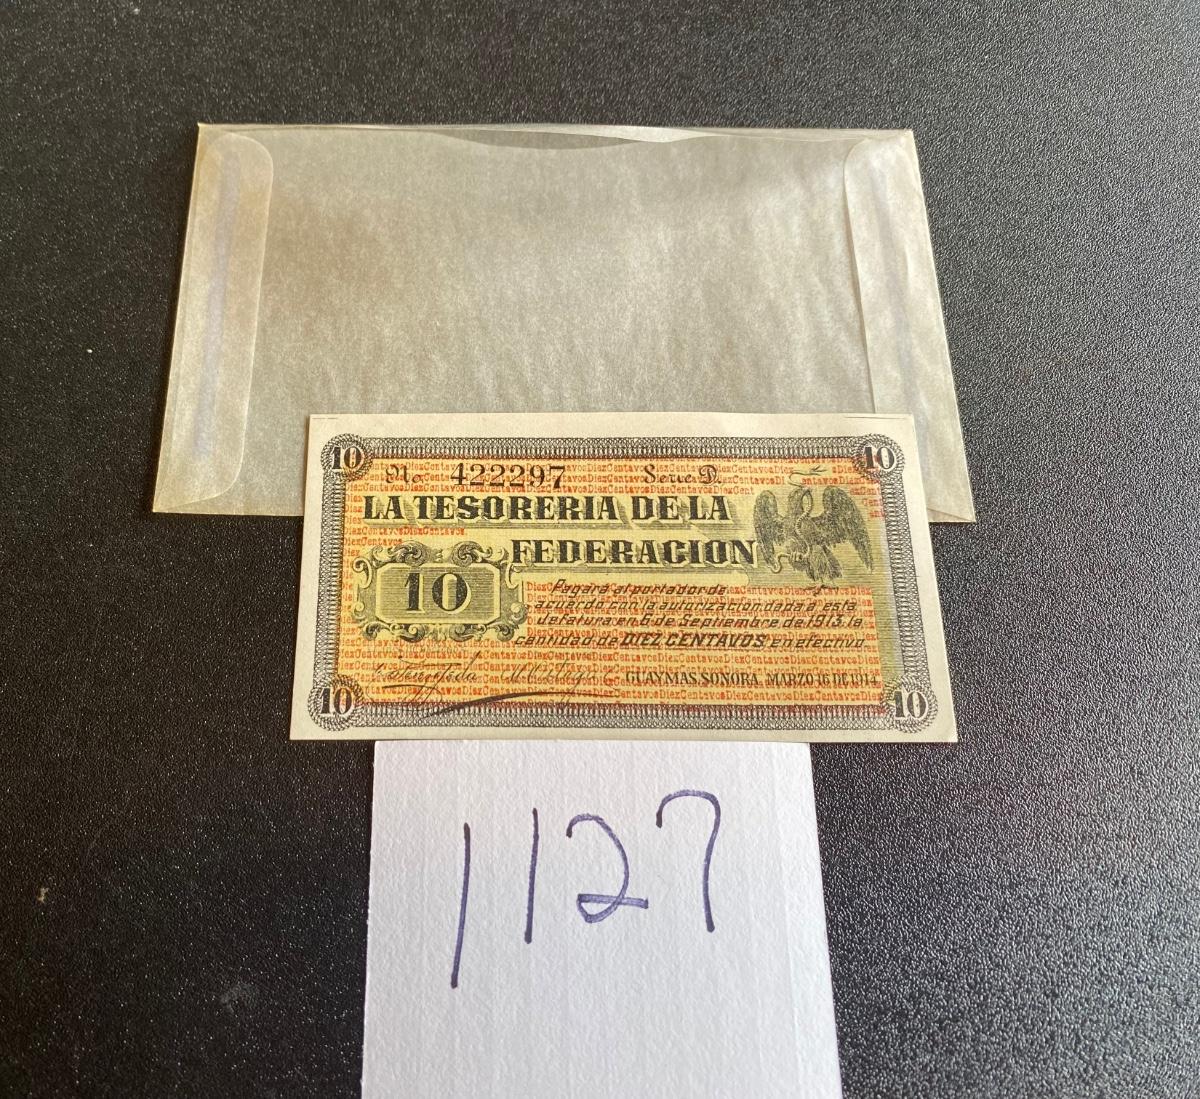 10 10
No. 422297 Serie D.
LA TESORERIA DE LA
FEDERACION
10
Pagará al portador de
acuerdo con la autorizacion dada á esta
Jefatura en 6 de Septiembre de 1913, la
cantidad de DIEZ CENTAVOS en efectivo
GUAYMAS, SONORA, MARZO 16 DE 1914
10 10
DiezCentavosDiezCentavosDiezCentavos
1127